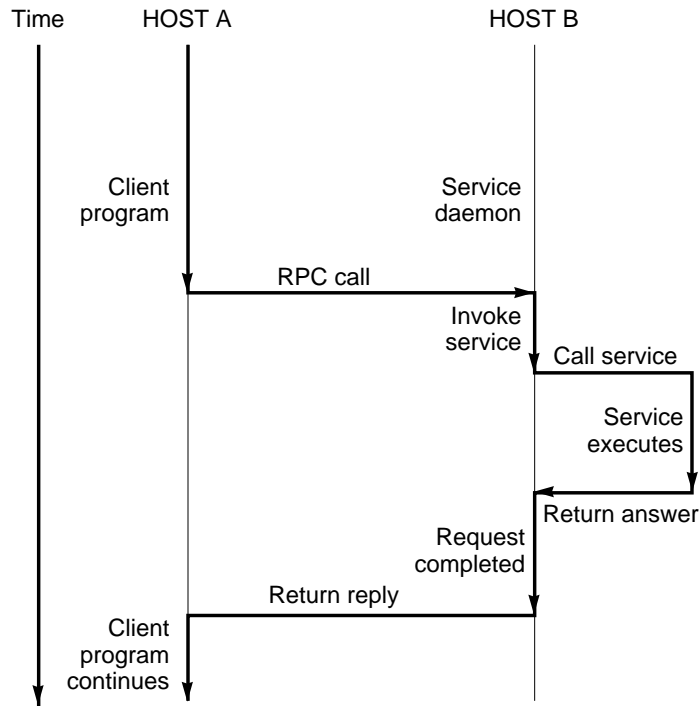 Time
HOST A
HOST B
Client
program
Service
daemon
RPC call
Invoke
service
Call service
Service
executes
Return answer
Request
completed
Return reply
Client
program
continues